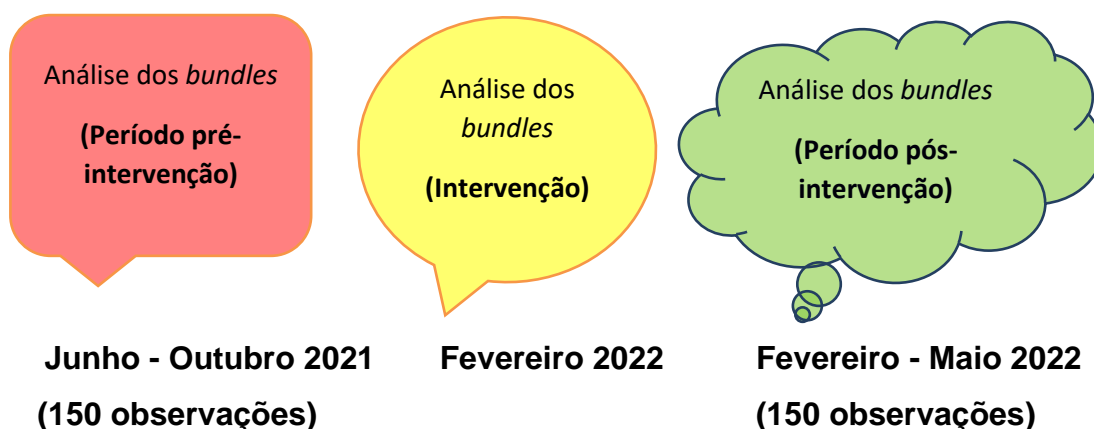 Análise dos bundles
(Período pré-
intervenção)
Análise dos
bundles
(Intervenção)
Análise dos bundles
(Período pós-
intervenção)
Junho - Outubro 2021
(150 observações)
Fevereiro 2022
Fevereiro - Maio 2022
(150 observações)